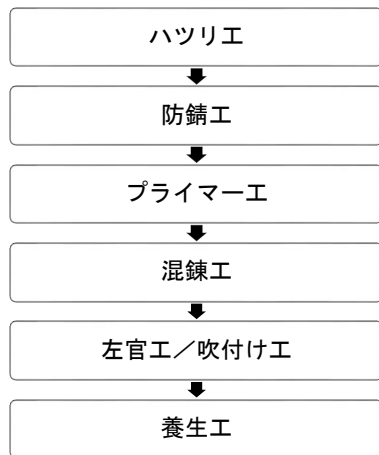 ハツリ工
防錆工
プライマー工
混錬工
左官工／吹付け工
養生工